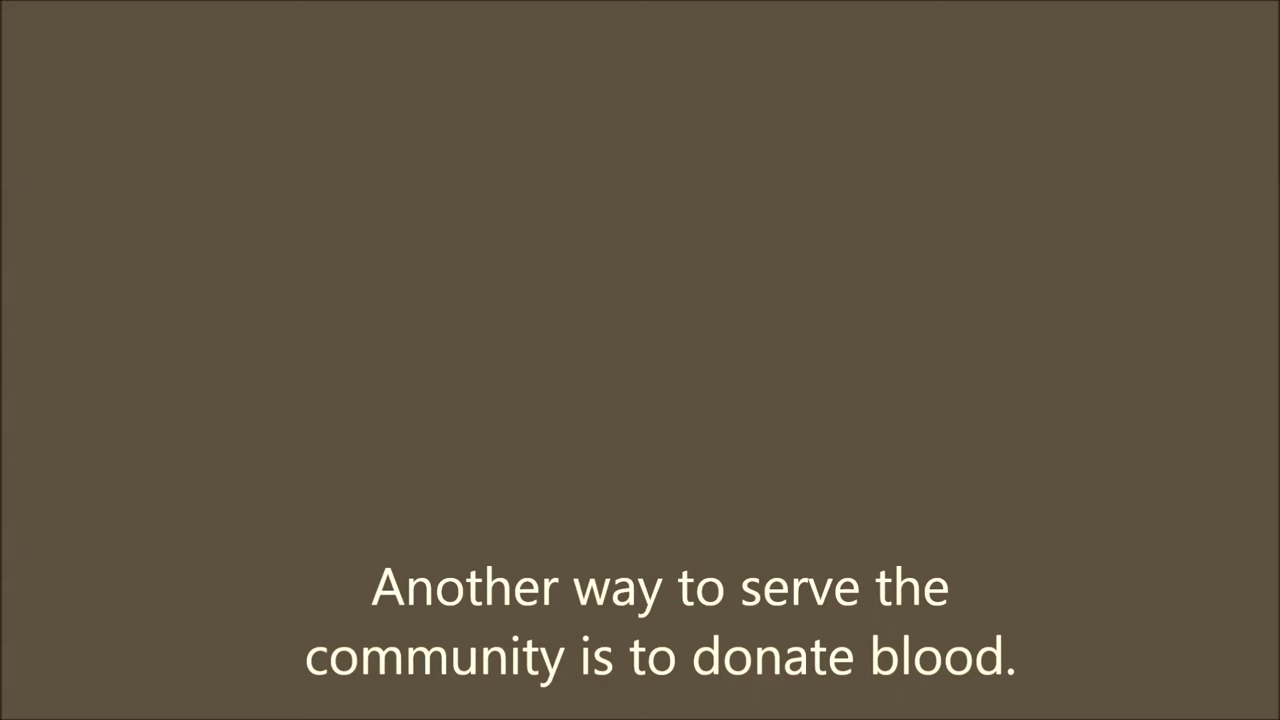 Another way to serve the
community is to donate blood.